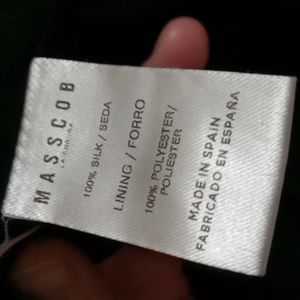 MASSCOB
100% SILK / SEDA
LINING / FORRO
100% POLYESTER/
POLIESTER
MADE IN SPAIN
FABRICADO EN ESPAÑA